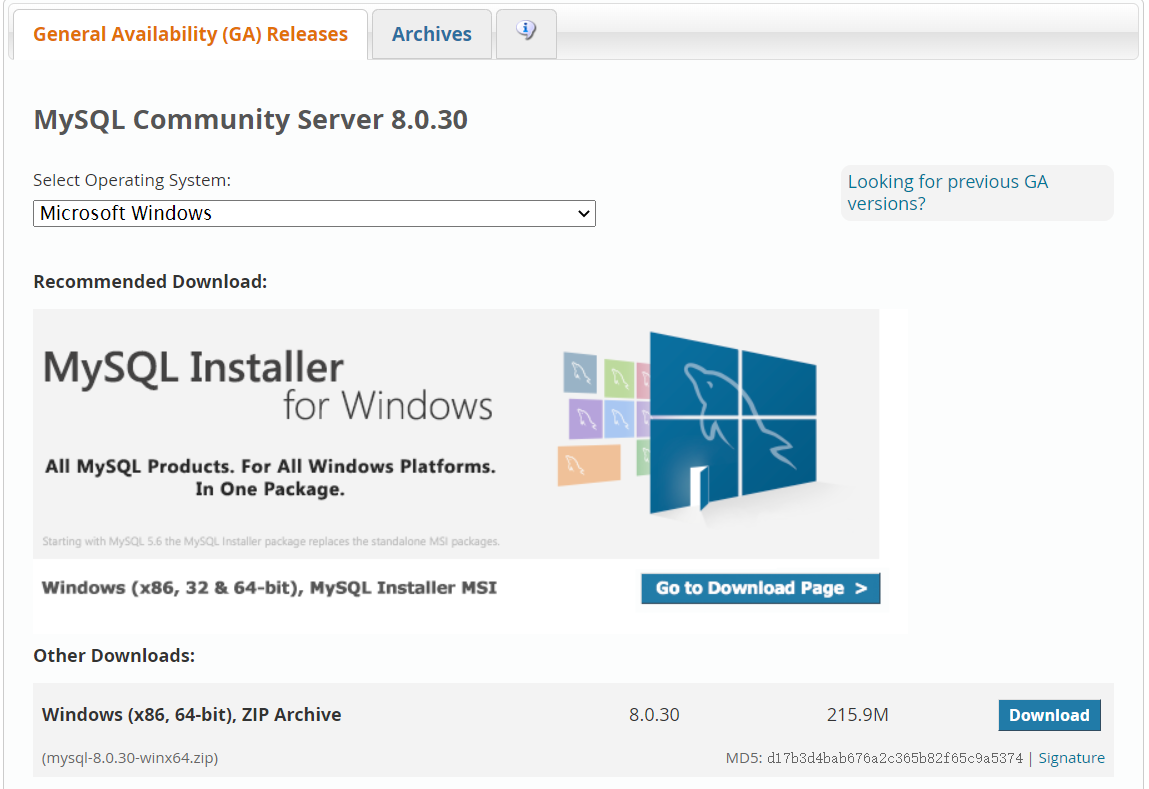 General Availability (GA) Releases
Archives
MySQL Community Server 8.0.30
Select Operating System:
Microsoft Windows
Looking for previous GA
versions?
Recommended Download:
MySQL Installer
for Windows
All MySQL Products. For All Windows Platforms.
In One Package.
Starting with MySQL 5.6 the MySQL Installer package replaces the standalone MSI packages.
Windows (x86, 32 & 64-bit), MySQL Installer MSI
Go to Download Page >
Other Downloads:
Windows (x86, 64-bit), ZIP Archive 8.0.30 215.9M Download
(mysql-8.0.30-winx64.zip) MD5: d17b3d4bab676a2c365b82f65c9a5374 | Signature